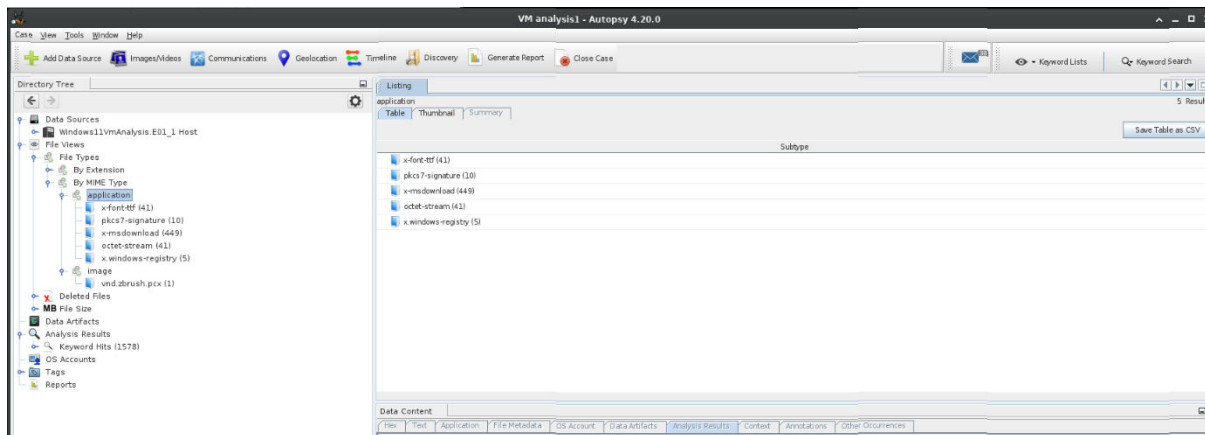 VM analysis1 - Autopsy 4.20.0
Case View Tools Window Help
Add Data Source Images/Videos Communications Geolocation Timeline Discovery Generate Report Close Case Keyword Lists Keyword Search
Directory Tree
Data Sources
Windows11VmAnalysis.E01_1 Host
File Views
File Types
By Extension
By MIME Type
application
x-font-ttf (41)
pkcs7-signature (10)
x-msdownload (449)
octet-stream (41)
x.windows-registry (5)
image
vnd.zbrush.pcx (1)
Deleted Files
MB File Size
Data Artifacts
Analysis Results
Keyword Hits (1578)
OS Accounts
Tags
Reports
Listing
application
5 Resul
Table Thumbnail Summary
Save Table as CSV
Subtype
x-font-ttf (41)
pkcs7-signature (10)
x-msdownload (449)
octet-stream (41)
x.windows-registry (5)
Data Content
Hex Text Application File Metadata OS Account Data Artifacts Analysis Results Context Annotations Other Occurrences